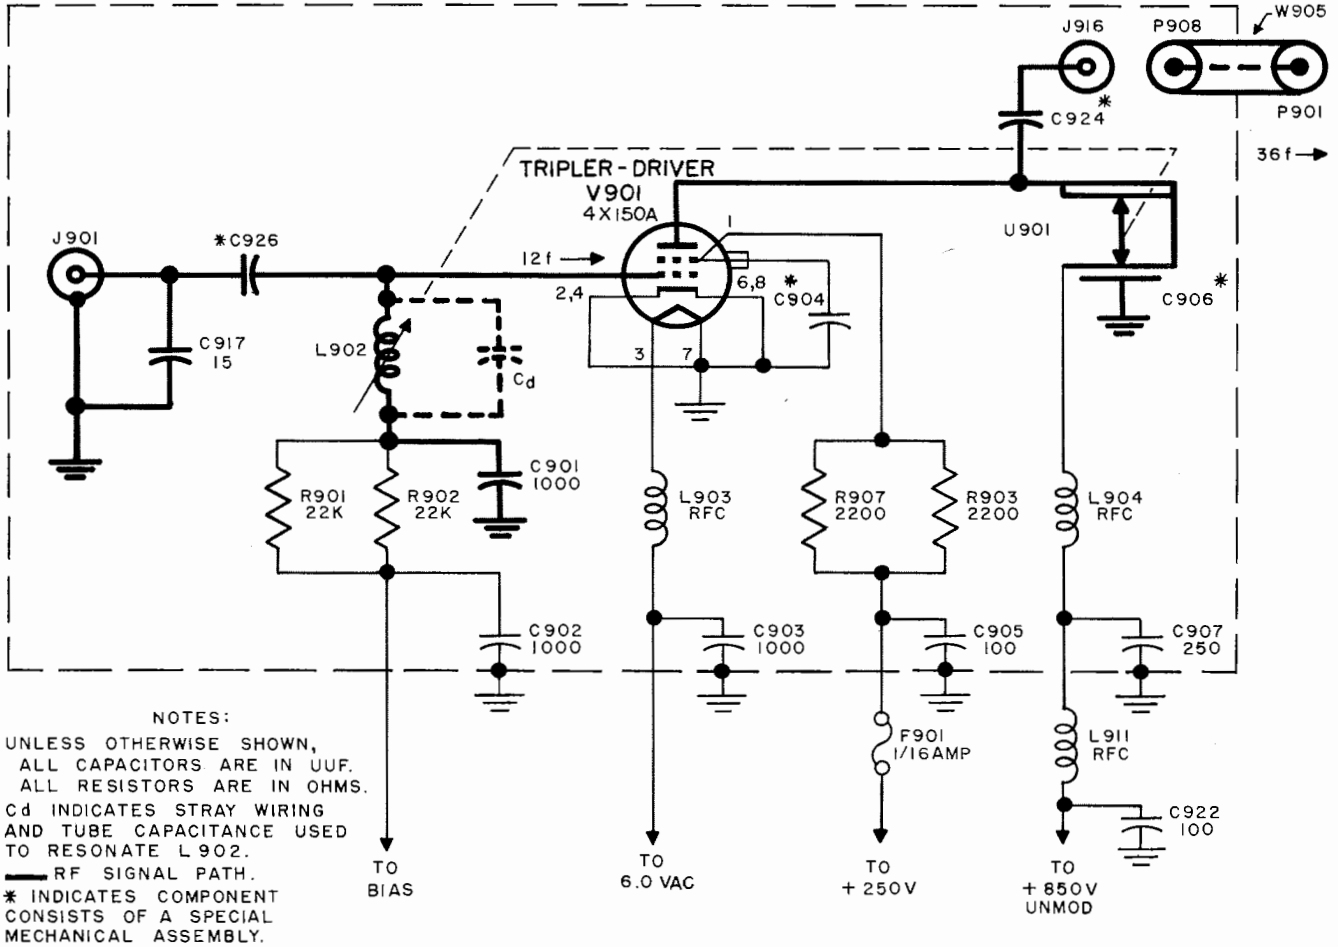 W905
J916
P908
*
C924
P901
36f
TRIPLER-DRIVER
V901
4X150A
1
U901
J901
*C926
12f
2,4
6,8
*
C904
*
C906
C917
15
L902
Cd
3
7
R901
22K
R902
22K
C901
1000
L903
RFC
R907
2200
R903
2200
L904
RFC
C902
1000
C903
1000
C905
100
C907
250
F901
1/16AMP
L911
RFC
C922
100
TO
BIAS
TO
6.0 VAC
TO
+250V
TO
+850V
UNMOD
NOTES:
UNLESS OTHERWISE SHOWN,
ALL CAPACITORS ARE IN UUF.
ALL RESISTORS ARE IN OHMS.
Cd INDICATES STRAY WIRING
AND TUBE CAPACITANCE USED
TO RESONATE L902.
RF SIGNAL PATH.
* INDICATES COMPONENT
CONSISTS OF A SPECIAL
MECHANICAL ASSEMBLY.